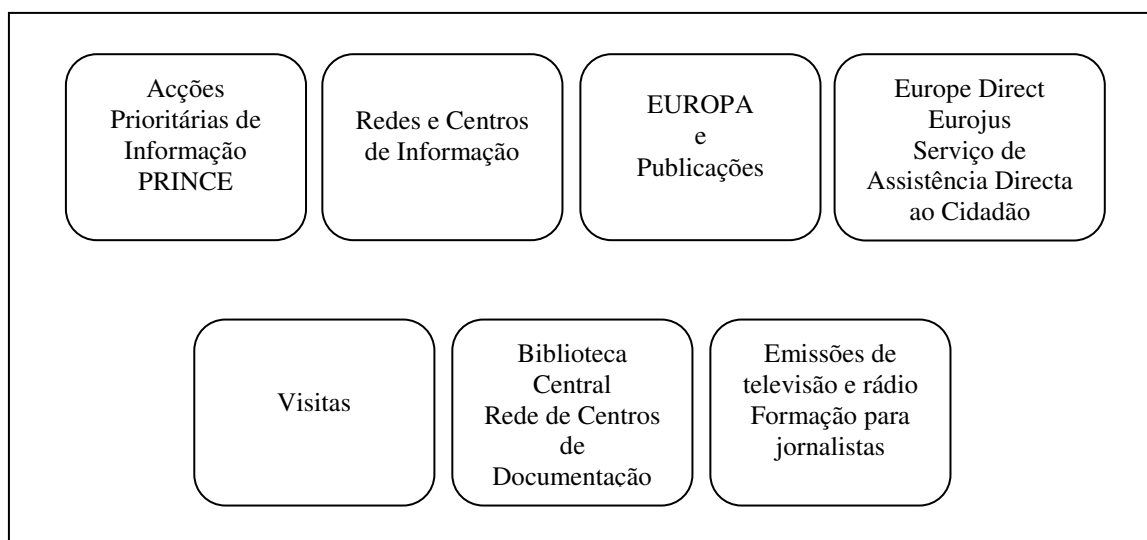 Acções
Prioritárias de
Informação
PRINCE
Redes e Centros
de Informação
EUROPA
e
Publicações
Europe Direct
Eurojus
Serviço de
Assistência Directa
ao Cidadão
Visitas
Biblioteca
Central
Rede de Centros
de
Documentação
Emissões de
televisão e rádio
Formação para
jornalistas